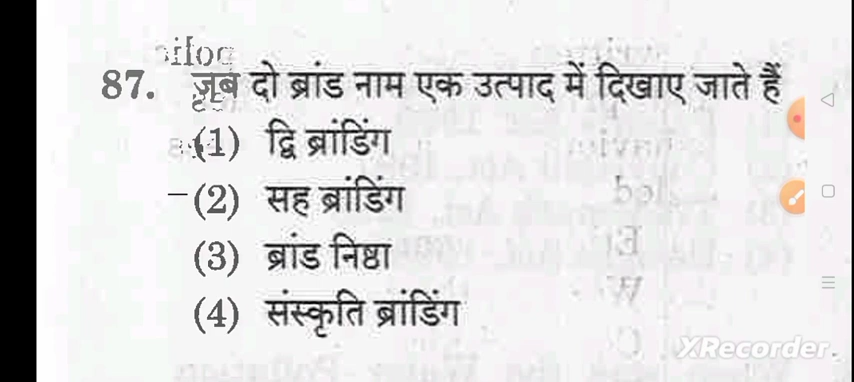 87. जब दो ब्रांड नाम एक उत्पाद में दिखाए जाते हैं
(1) द्वि ब्रांडिंग
(2) सह ब्रांडिंग
(3) ब्रांड निष्ठा
(4) संस्कृति ब्रांडिंग
XRecorder